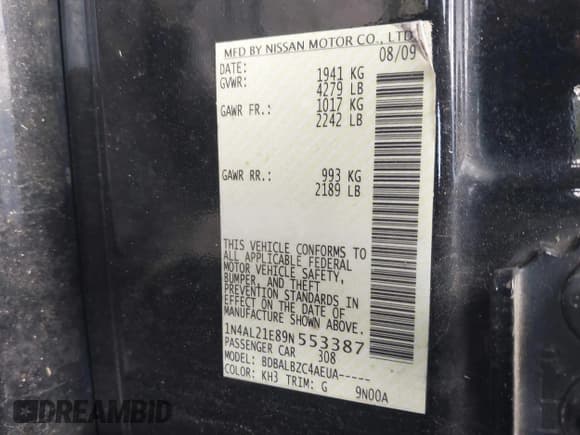 MFD BY NISSAN MOTOR CO., LTD.
DATE: 08/09
GVWR: 1941 KG
4279 LB
GAWR FR.: 1017 KG
2242 LB
GAWR RR.: 993 KG
2189 LB
THIS VEHICLE CONFORMS TO
ALL APPLICABLE FEDERAL
MOTOR VEHICLE SAFETY,
BUMPER, AND THEFT
PREVENTION STANDARDS IN
EFFECT ON THE DATE OF
MANUFACTURE SHOWN ABOVE.
1N4AL21E89N553387
PASSENGER CAR 308
MODEL: BDBALBZC4AEUA-----
COLOR: KH3 TRIM: G 9N00A
DREAMBID